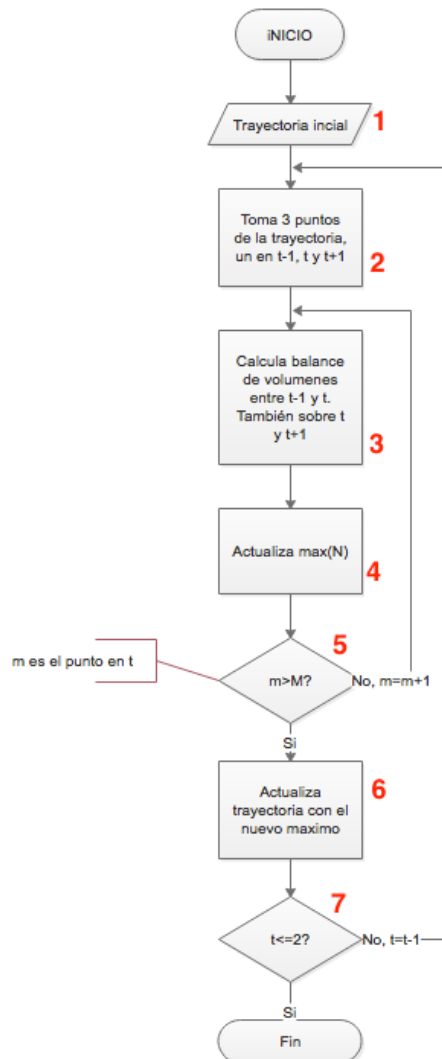 iNICIO
Trayectoria incial
1
Toma 3 puntos
de la trayectoria,
un en t-1, t y t+1
2
Calcula balance
de volumenes
entre t-1 y t.
También sobre t
y t+1
3
Actualiza max(N)
4
5
m es el punto en t
m>M?
No, m=m+1
Si
Actualiza
trayectoria con el
nuevo maximo
6
7
t<=2?
No, t=t-1
Si
Fin